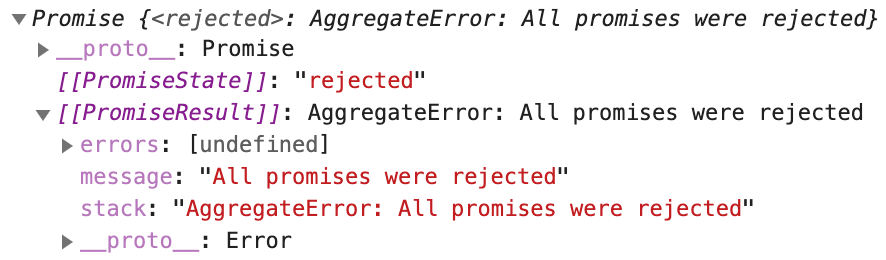 ▼Promise {<rejected>: AggregateError: All promises were rejected}
▶__proto__: Promise
[[PromiseState]]: "rejected"
▼[[PromiseResult]]: AggregateError: All promises were rejected
▶errors: [undefined]
message: "All promises were rejected"
stack: "AggregateError: All promises were rejected"
▶__proto__: Error